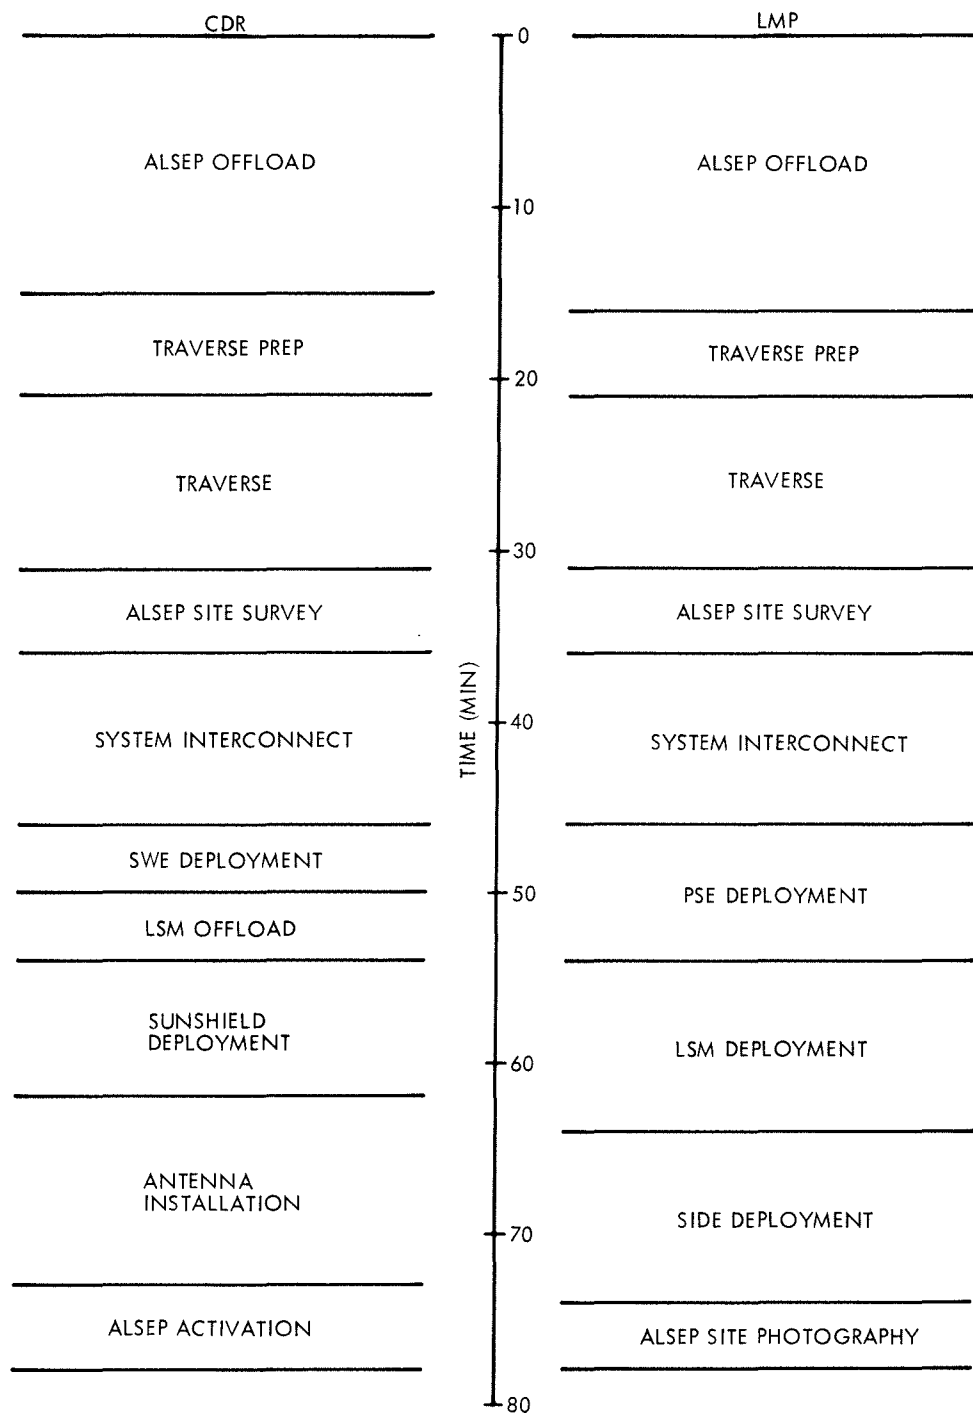 CDR
LMP
0
ALSEP OFFLOAD
ALSEP OFFLOAD
10
TRAVERSE PREP
TRAVERSE PREP
20
TRAVERSE
TRAVERSE
30
ALSEP SITE SURVEY
ALSEP SITE SURVEY
TIME (MIN)
40
SYSTEM INTERCONNECT
SYSTEM INTERCONNECT
SWE DEPLOYMENT
50
PSE DEPLOYMENT
LSM OFFLOAD
SUNSHIELD
DEPLOYMENT
LSM DEPLOYMENT
60
ANTENNA
INSTALLATION
SIDE DEPLOYMENT
70
ALSEP ACTIVATION
ALSEP SITE PHOTOGRAPHY
80